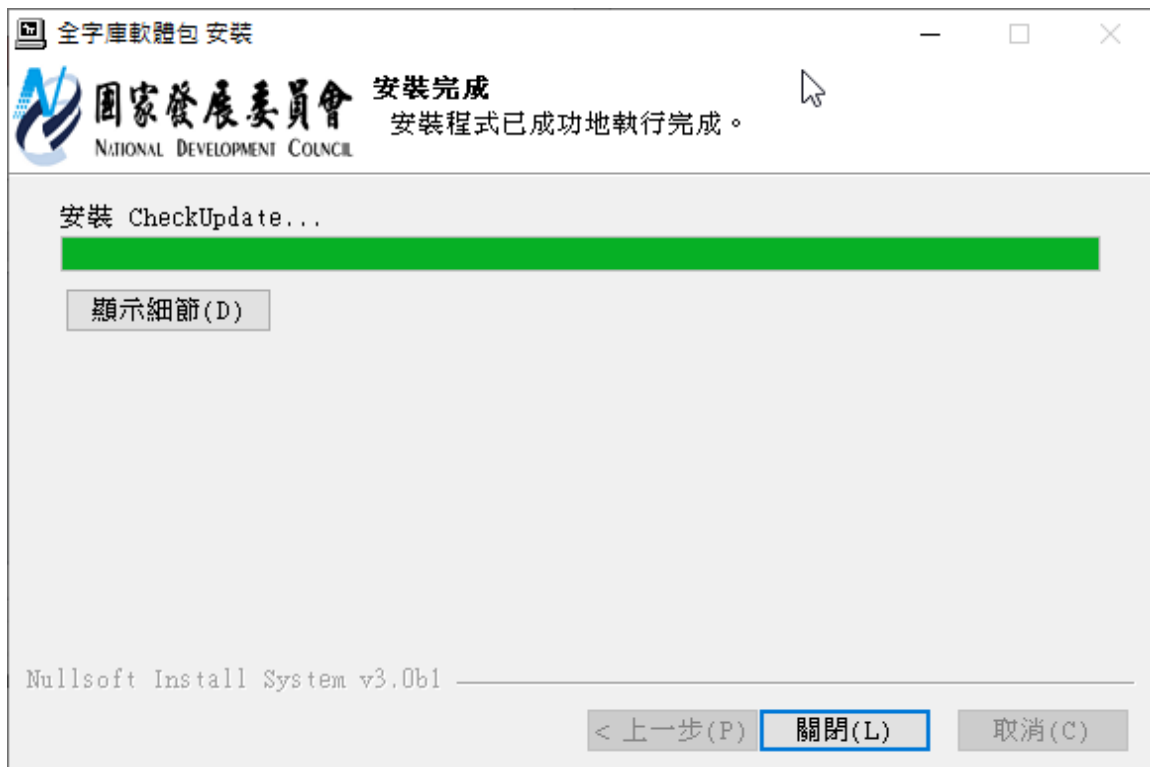 全字庫軟體包 安裝
國家發展委員會
NATIONAL DEVELOPMENT COUNCIL
安裝完成
安裝程式已成功地執行完成。
安裝 CheckUpdate...
顯示細節(D)
Nullsoft Install System v3.0b1
< 上一步(P)
關閉(L)
取消(C)